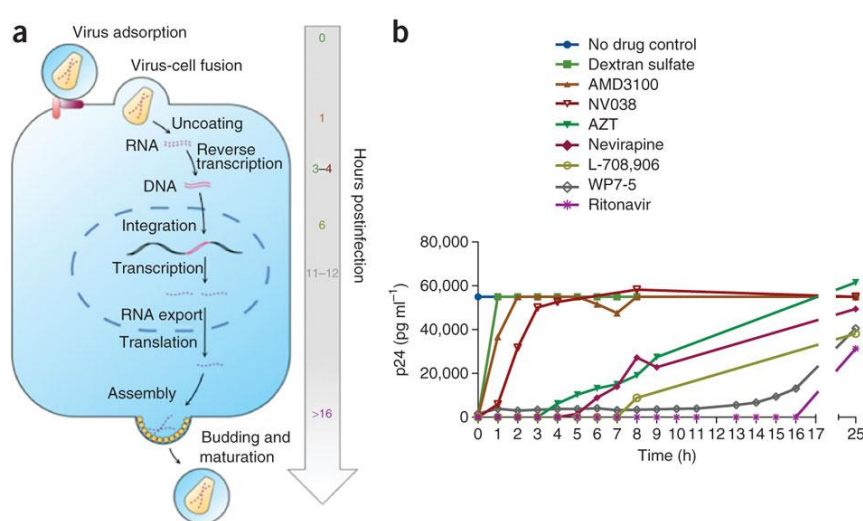 a
Virus adsorption
Virus-cell fusion
Uncoating
RNA
Reverse
transcription
DNA
Integration
Transcription
RNA export
Translation
Assembly
Budding and
maturation
0
1
3–4
6
11–12
>16
Hours postinfection
b
No drug control
Dextran sulfate
AMD3100
NV038
AZT
Nevirapine
L-708,906
WP7-5
Ritonavir
80,000
60,000
40,000
20,000
0
p24 (pg ml⁻¹)
0 1 2 3 4 5 6 7 8 9 10 11 12 13 14 15 16 17 25
Time (h)